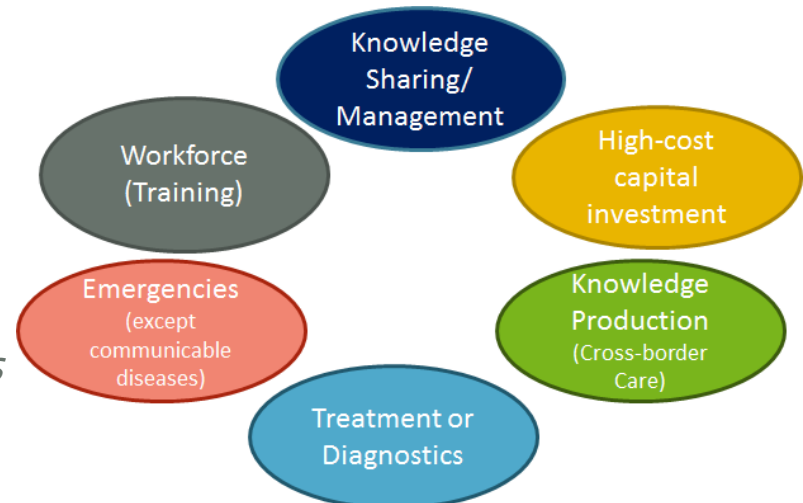 Knowledge
Sharing/
Management
High-cost
capital
investment
Knowledge
Production
(Cross-border
Care)
Treatment or
Diagnostics
Emergencies
(except
communicable
diseases)
Workforce
(Training)
s